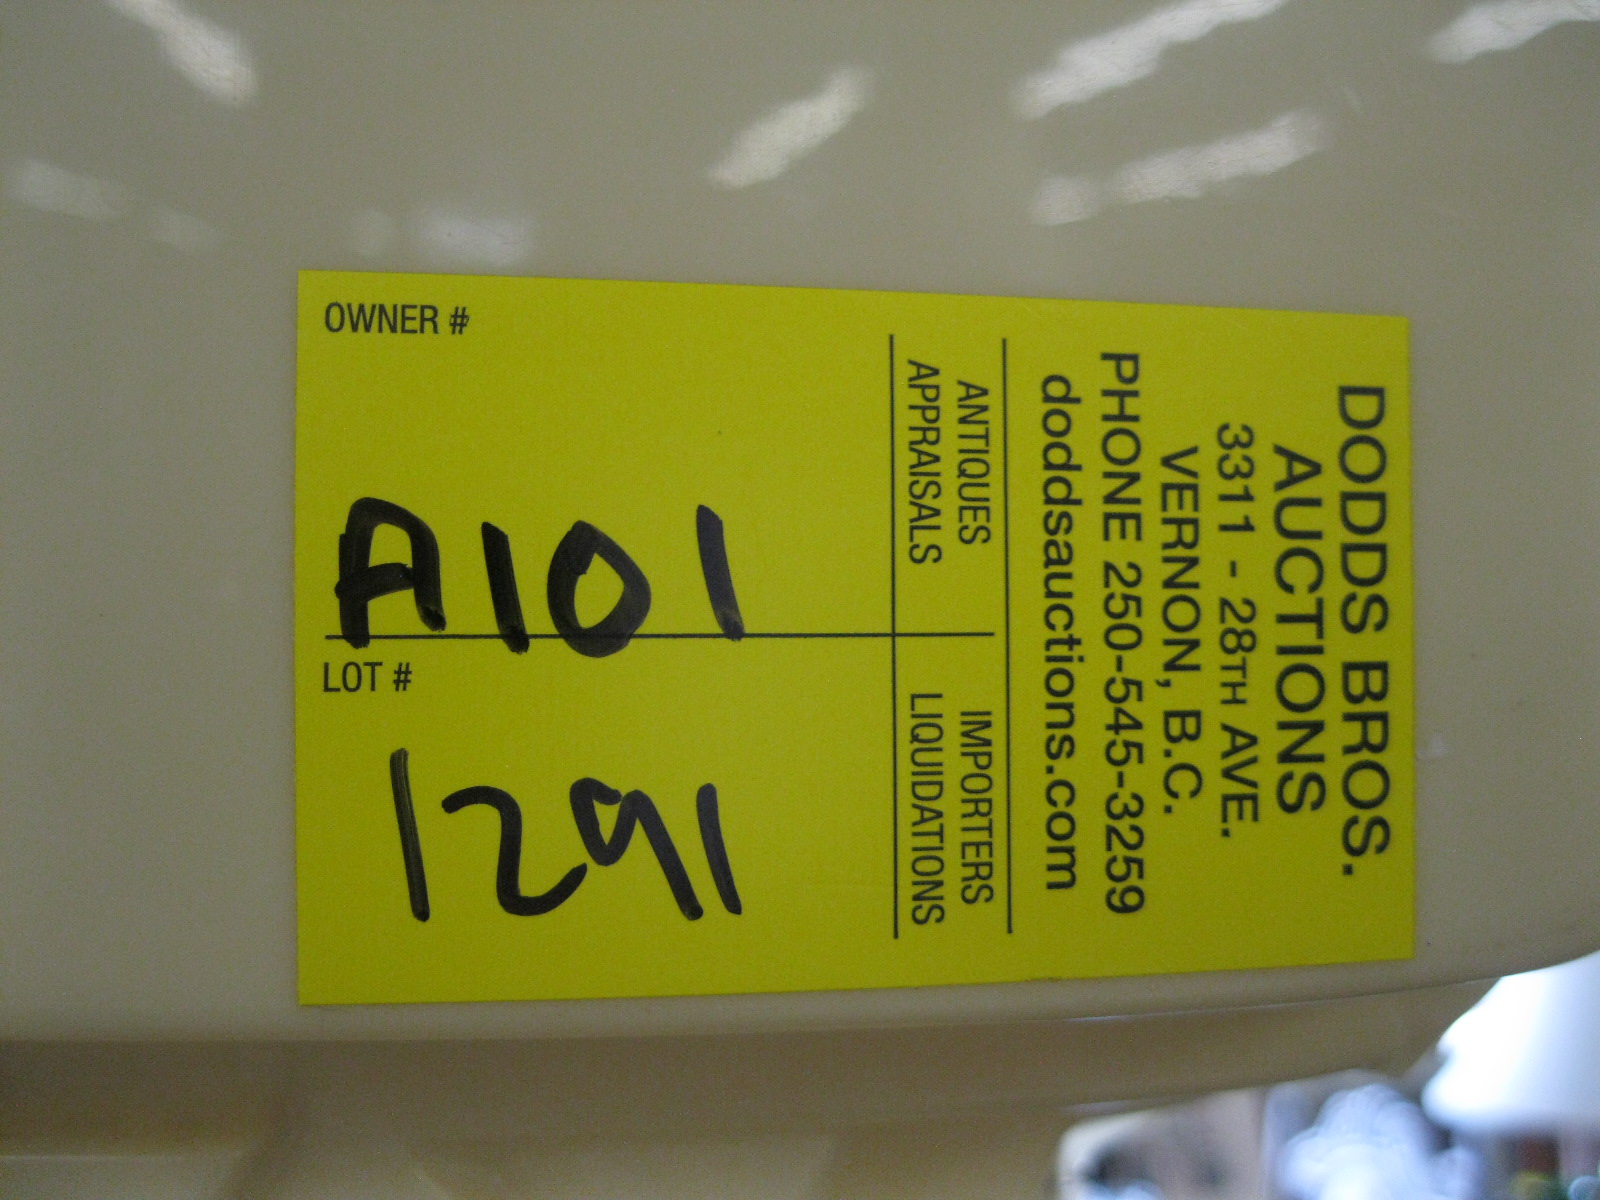 DODDS BROS.
AUCTIONS
3311 - 28TH AVE.
VERNON, B.C.
PHONE 250-545-3259
doddsauctions.com
ANTIQUES
APPRAISALS
IMPORTERS
LIQUIDATIONS
OWNER #
A101
LOT #
1291